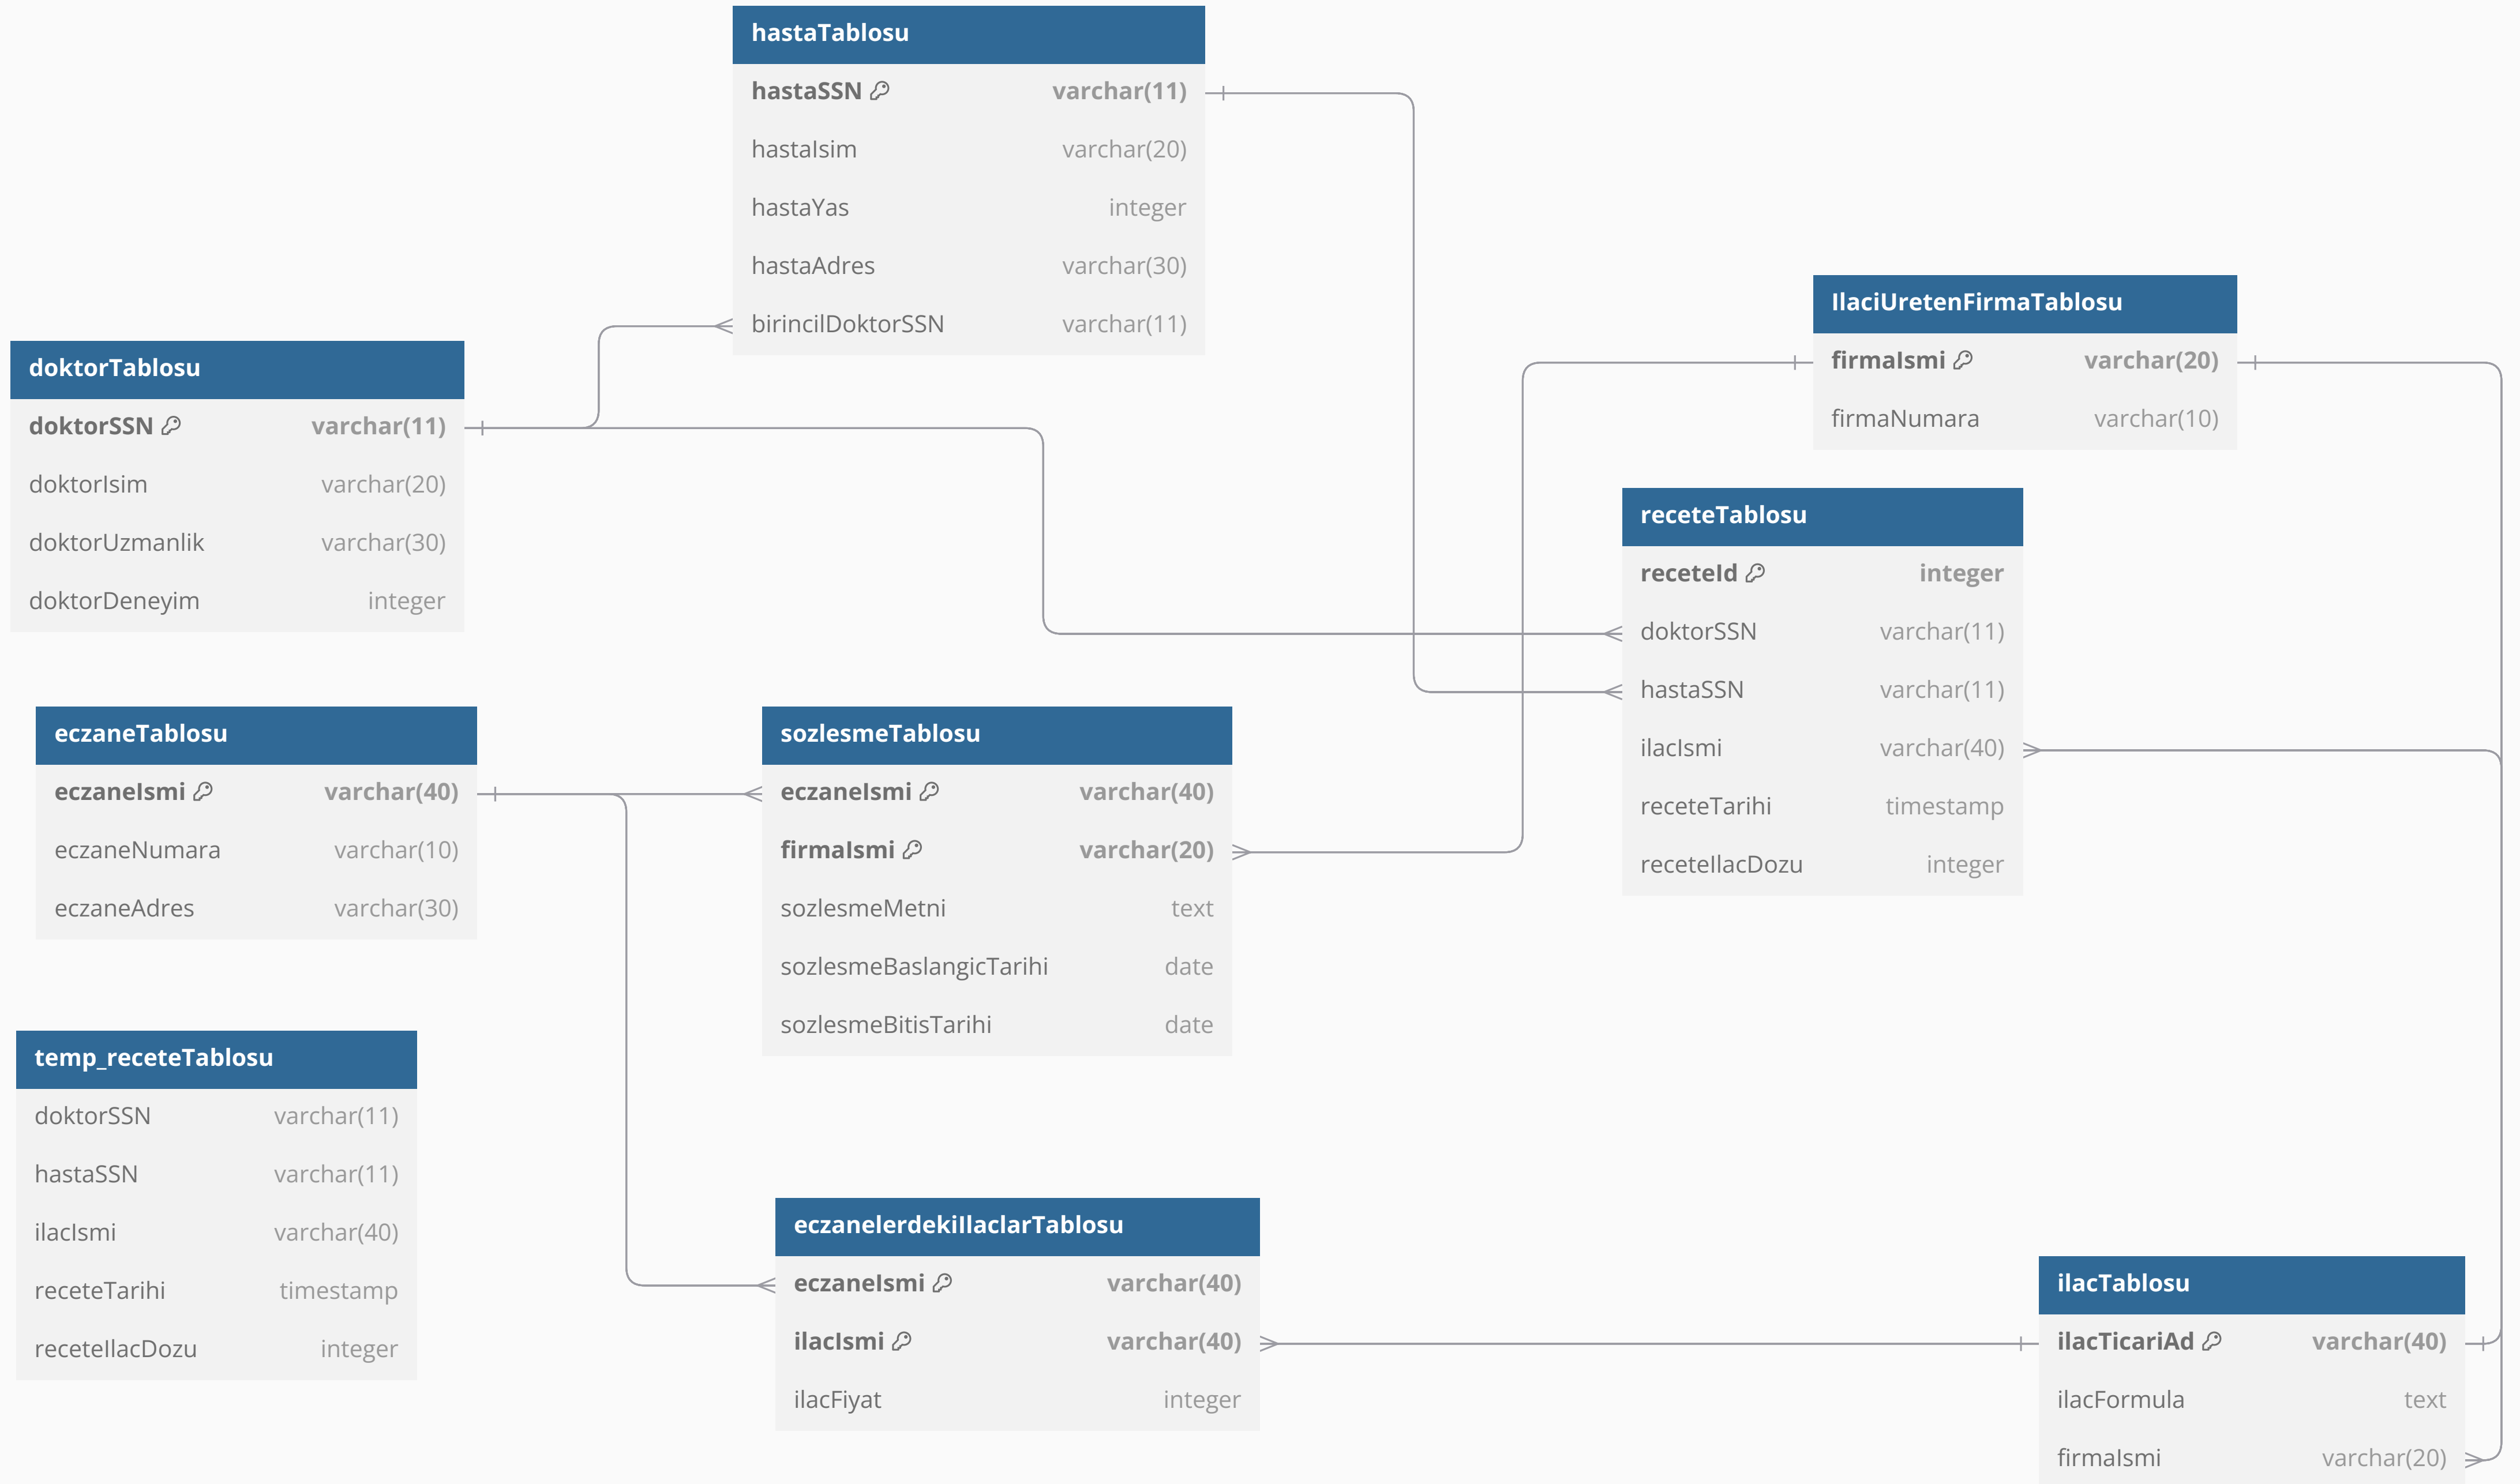 hastaTablosu
hastaSSN varchar(11)
hastaIsim varchar(20)
hastaYas integer
hastaAdres varchar(30)
birincilDoktorSSN varchar(11)
IlaciUretenFirmaTablosu
firmaIsmi varchar(20)
firmaNumara varchar(10)
doktorTablosu
doktorSSN varchar(11)
doktorIsim varchar(20)
doktorUzmanlik varchar(30)
doktorDeneyim integer
receteTablosu
receteId integer
doktorSSN varchar(11)
hastaSSN varchar(11)
ilacIsmi varchar(40)
receteTarihi timestamp
receteIlacDozu integer
eczaneTablosu
eczaneIsmi varchar(40)
eczaneNumara varchar(10)
eczaneAdres varchar(30)
sozlesmeTablosu
eczaneIsmi varchar(40)
firmaIsmi varchar(20)
sozlesmeMetni text
sozlesmeBaslangicTarihi date
sozlesmeBitisTarihi date
temp_receteTablosu
doktorSSN varchar(11)
hastaSSN varchar(11)
ilacIsmi varchar(40)
receteTarihi timestamp
receteIlacDozu integer
eczanelerdekiIlaclarTablosu
eczaneIsmi varchar(40)
ilacIsmi varchar(40)
ilacFiyat integer
ilacTablosu
ilacTicariAd varchar(40)
ilacFormula text
firmaIsmi varchar(20)